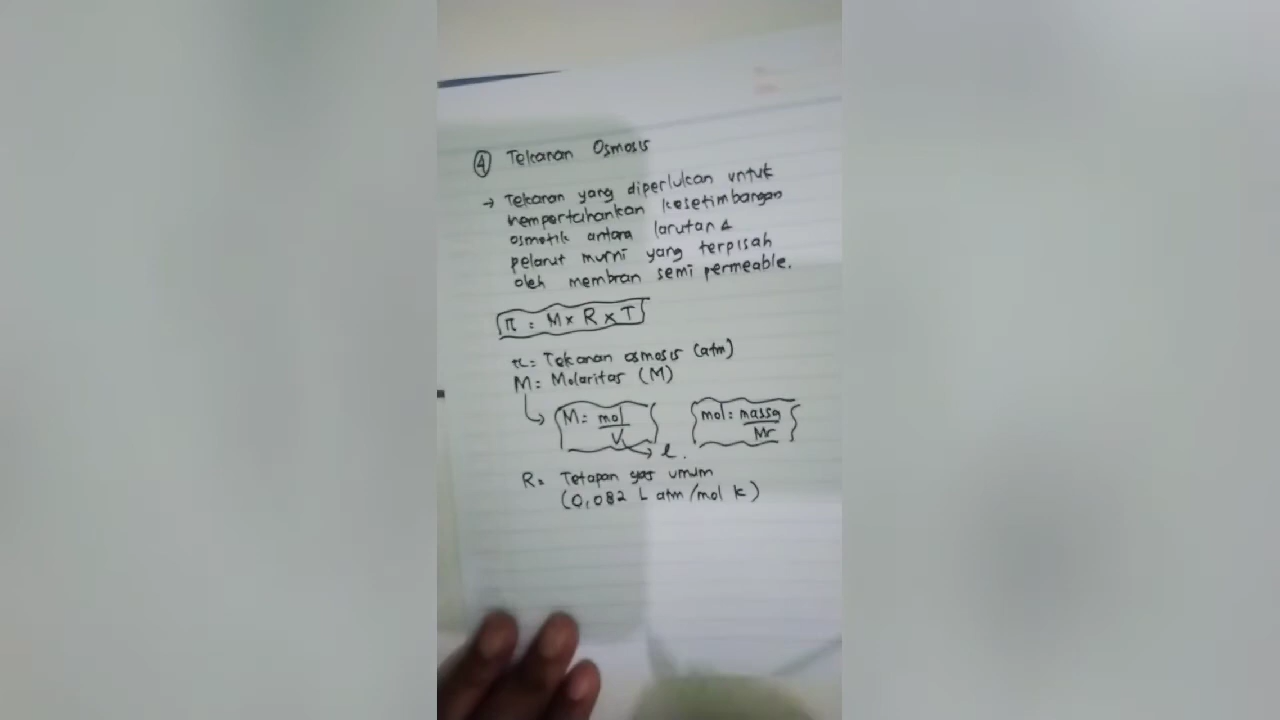 ④ Tekanan Osmosis
→ Tekanan yang diperlukan untuk
mempertahankan kesetimbangan
osmotik antara larutan &
pelarut murni yang terpisah
oleh membran semi permeable.
π = M x R x T
π = Tekanan osmosis (atm)
M = Molaritas (M)
M = mol/V → l. mol = massa/Mr
R = Tetapan gas umum
(0,082 L atm/mol k)